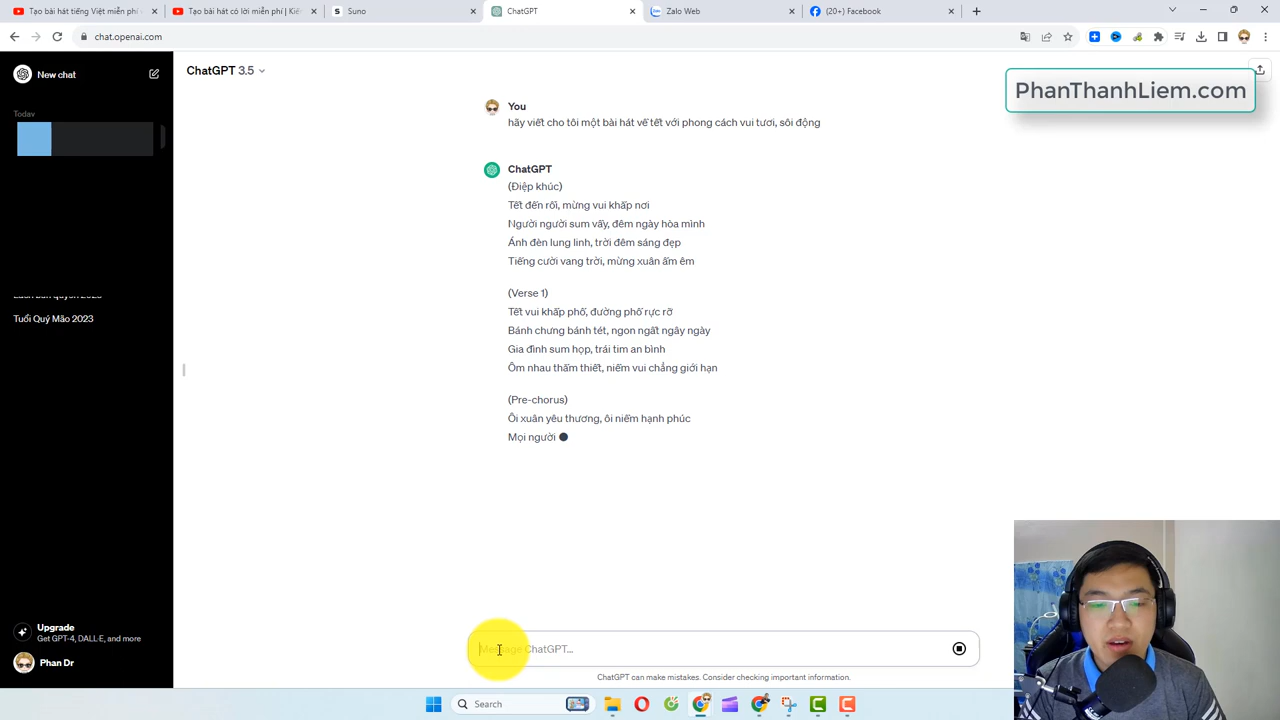 Tạo bài hát tiếng Việt miễn phí
Tạo bài hát có lời miễn phí | Kiế
Suno
ChatGPT
Zalo Web
(20+) Facebook
chat.openai.com
New chat
ChatGPT 3.5
PhanThanhLiem.com
Today
Tuổi Quý Mão 2023
You
hãy viết cho tôi một bài hát về tết với phong cách vui tươi, sôi động
ChatGPT
(Điệp khúc)
Tết đến rồi, mừng vui khắp nơi
Người người sum vầy, đêm ngày hòa mình
Ánh đèn lung linh, trời đêm sáng đẹp
Tiếng cười vang trời, mừng xuân ấm êm
(Verse 1)
Tết vui khắp phố, đường phố rực rỡ
Bánh chưng bánh tét, ngon ngất ngây ngày
Gia đình sum họp, trái tim an bình
Ôm nhau thắm thiết, niềm vui chẳng giới hạn
(Pre-chorus)
Ôi xuân yêu thương, ôi niềm hạnh phúc
Mọi người
Message ChatGPT...
ChatGPT can make mistakes. Consider checking important information.
Upgrade
Get GPT-4, DALL·E, and more
Phan Dr
Search